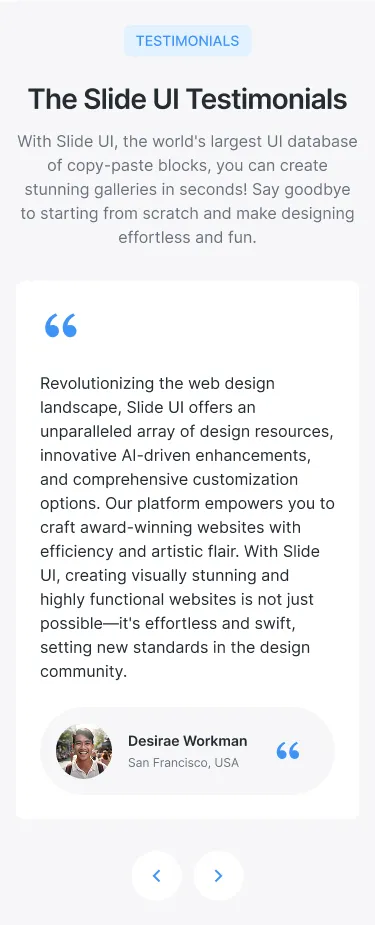 TESTIMONIALS
The Slide UI Testimonials
With Slide UI, the world's largest UI database
of copy-paste blocks, you can create
stunning galleries in seconds! Say goodbye
to starting from scratch and make designing
effortless and fun.
Revolutionizing the web design
landscape, Slide UI offers an
unparalleled array of design resources,
innovative AI-driven enhancements,
and comprehensive customization
options. Our platform empowers you to
craft award-winning websites with
efficiency and artistic flair. With Slide
UI, creating visually stunning and
highly functional websites is not just
possible—it's effortless and swift,
setting new standards in the design
community.
Desirae Workman
San Francisco, USA